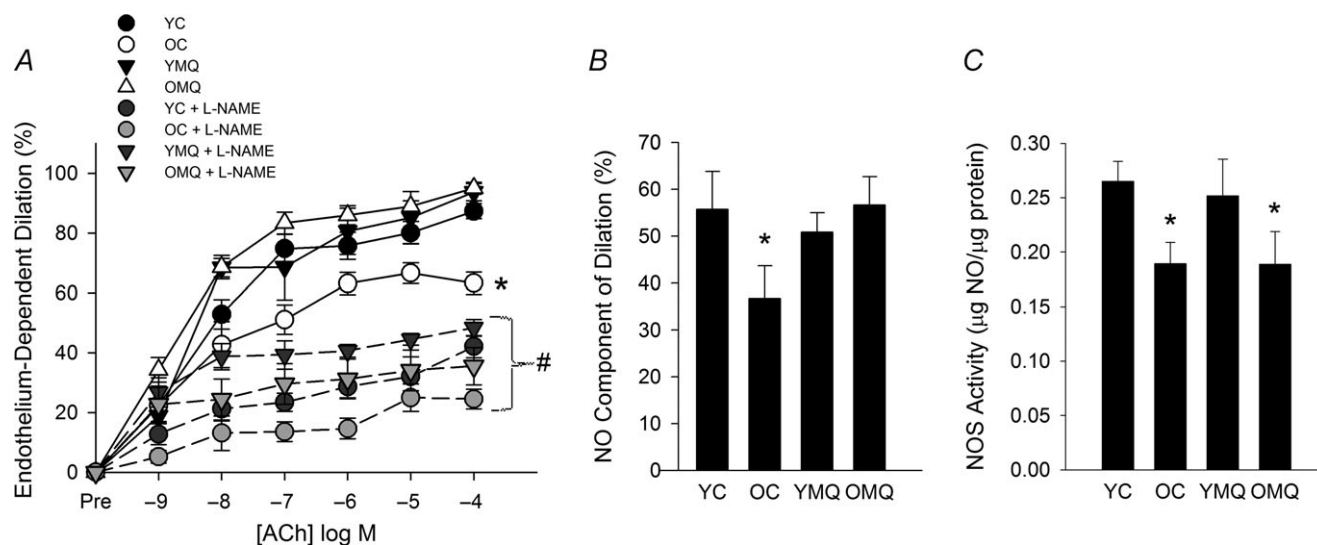 YC
OC
YMQ
OMQ
YC + L-NAME
OC + L-NAME
YMQ + L-NAME
OMQ + L-NAME
A
Endothelium-Dependent Dilation (%)
100
80
60
40
20
0
*
#
Pre
–9
–8
–7
–6
–5
–4
[ACh] log M
B
NO Component of Dilation (%)
70
60
50
40
30
20
10
0
*
YC
OC
YMQ
OMQ
C
NOS Activity (µg NO/µg protein)
0.30
0.25
0.20
0.15
0.10
0.05
0.00
*
*
YC
OC
YMQ
OMQ